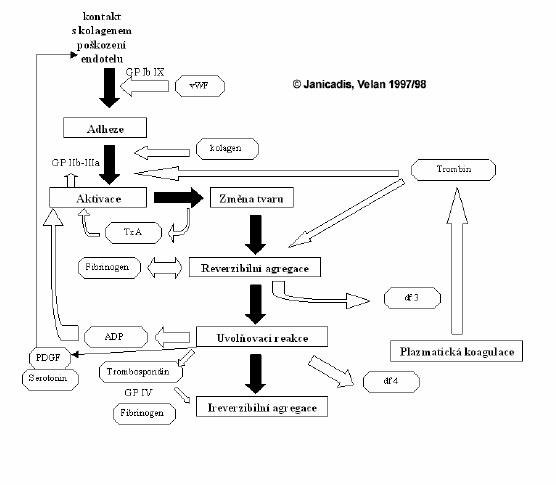 kontakt
s kolagenem
poškození
endotelu
GP Ib IX
vWF
© Janicadis, Velan 1997/98
Adheze
kolagen
GP IIb-IIIa
Trombin
Aktivace
Změna tvaru
TxA
Fibrinogen
Reverzibilní agregace
df 3
ADP
Uvolňovací reakce
Plazmatická koagulace
PDGF
Serotonin
Trombospondin
df 4
GP IV
Fibrinogen
Ireverzibilní agregace